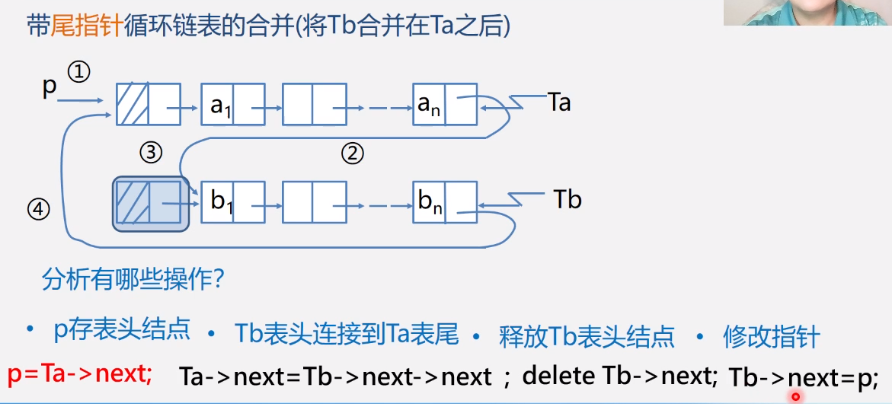 带尾指针循环链表的合并(将Tb合并在Ta之后)
p ①
a1 an Ta
③ ②
④ b1 bn Tb
分析有哪些操作?
• p存表头结点 • Tb表头连接到Ta表尾 • 释放Tb表头结点 • 修改指针
p=Ta->next; Ta->next=Tb->next->next ; delete Tb->next; Tb->next=p;